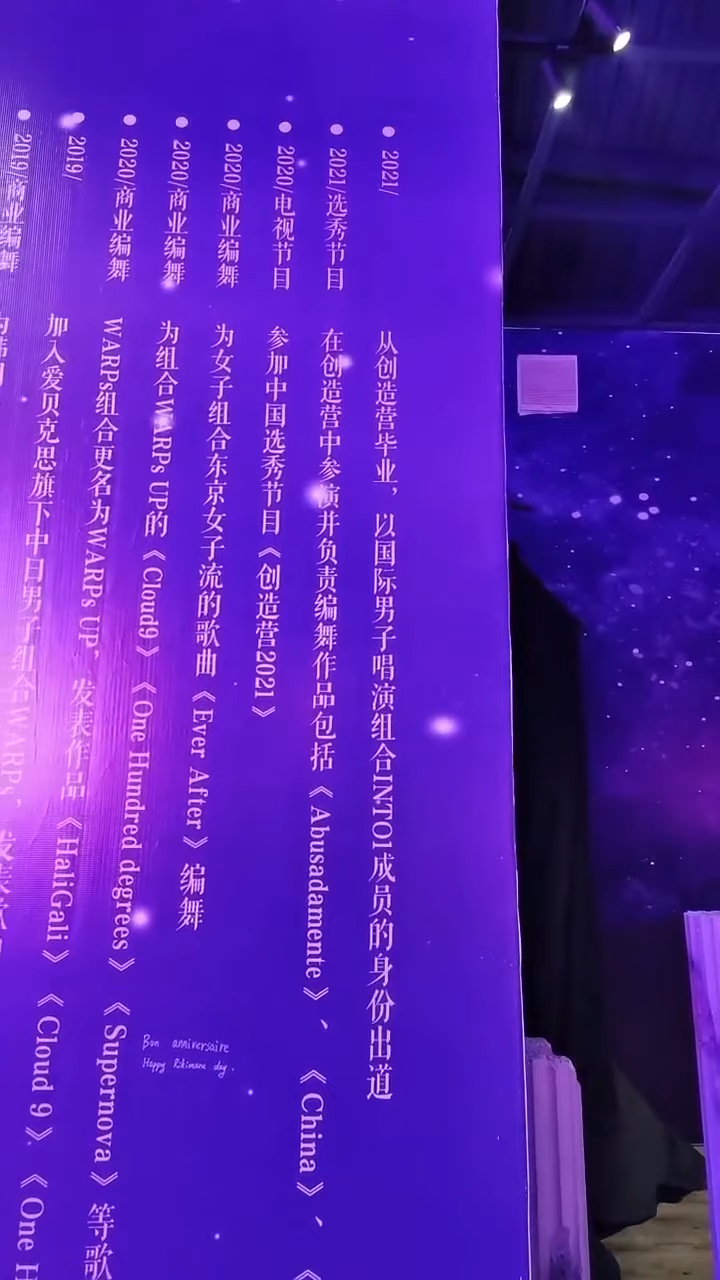 ● 2021/ 从创造营毕业，以国际男子唱演组合INTO1成员的身份出道
● 2021/选秀节目 在创造营中参演并负责编舞作品包括《Abusadamente》、《China》、《
● 2020/电视节目 参加中国选秀节目《创造营2021》
● 2020/商业编舞 为女子组合东京女子流的歌曲《Ever After》编舞
● 2020/商业编舞 为组合WARPs UP的《Cloud9》《One Hundred degrees》《Supernova》等歌
● 2020/商业编舞 WARPs组合更名为WARPs UP，发表作品《HaliGali》《Cloud 9》《One H
● 2019/ 加入爱贝克思旗下中日男子组合WARPs，发表歌
● 2019/商业编舞
Bon anniversaire
Happy Rikimaru day.